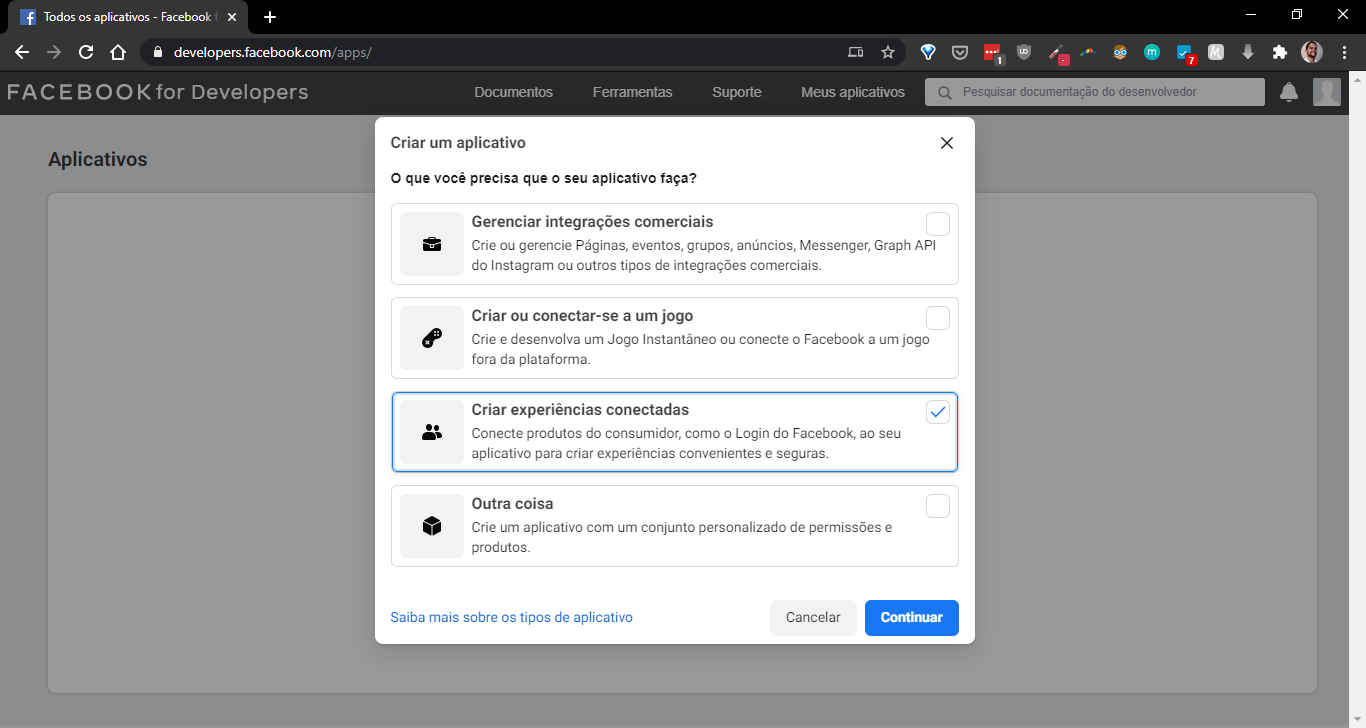 Todos os aplicativos - Facebook f
developers.facebook.com/apps/
1
7
FACEBOOK for Developers
Documentos
Ferramentas
Suporte
Meus aplicativos
Pesquisar documentação do desenvolvedor
Aplicativos
Criar um aplicativo
O que você precisa que o seu aplicativo faça?
Gerenciar integrações comerciais
Crie ou gerencie Páginas, eventos, grupos, anúncios, Messenger, Graph API
do Instagram ou outros tipos de integrações comerciais.
Criar ou conectar-se a um jogo
Crie e desenvolva um Jogo Instantâneo ou conecte o Facebook a um jogo
fora da plataforma.
Criar experiências conectadas
Conecte produtos do consumidor, como o Login do Facebook, ao seu
aplicativo para criar experiências convenientes e seguras.
Outra coisa
Crie um aplicativo com um conjunto personalizado de permissões e
produtos.
Saiba mais sobre os tipos de aplicativo
Cancelar
Continuar